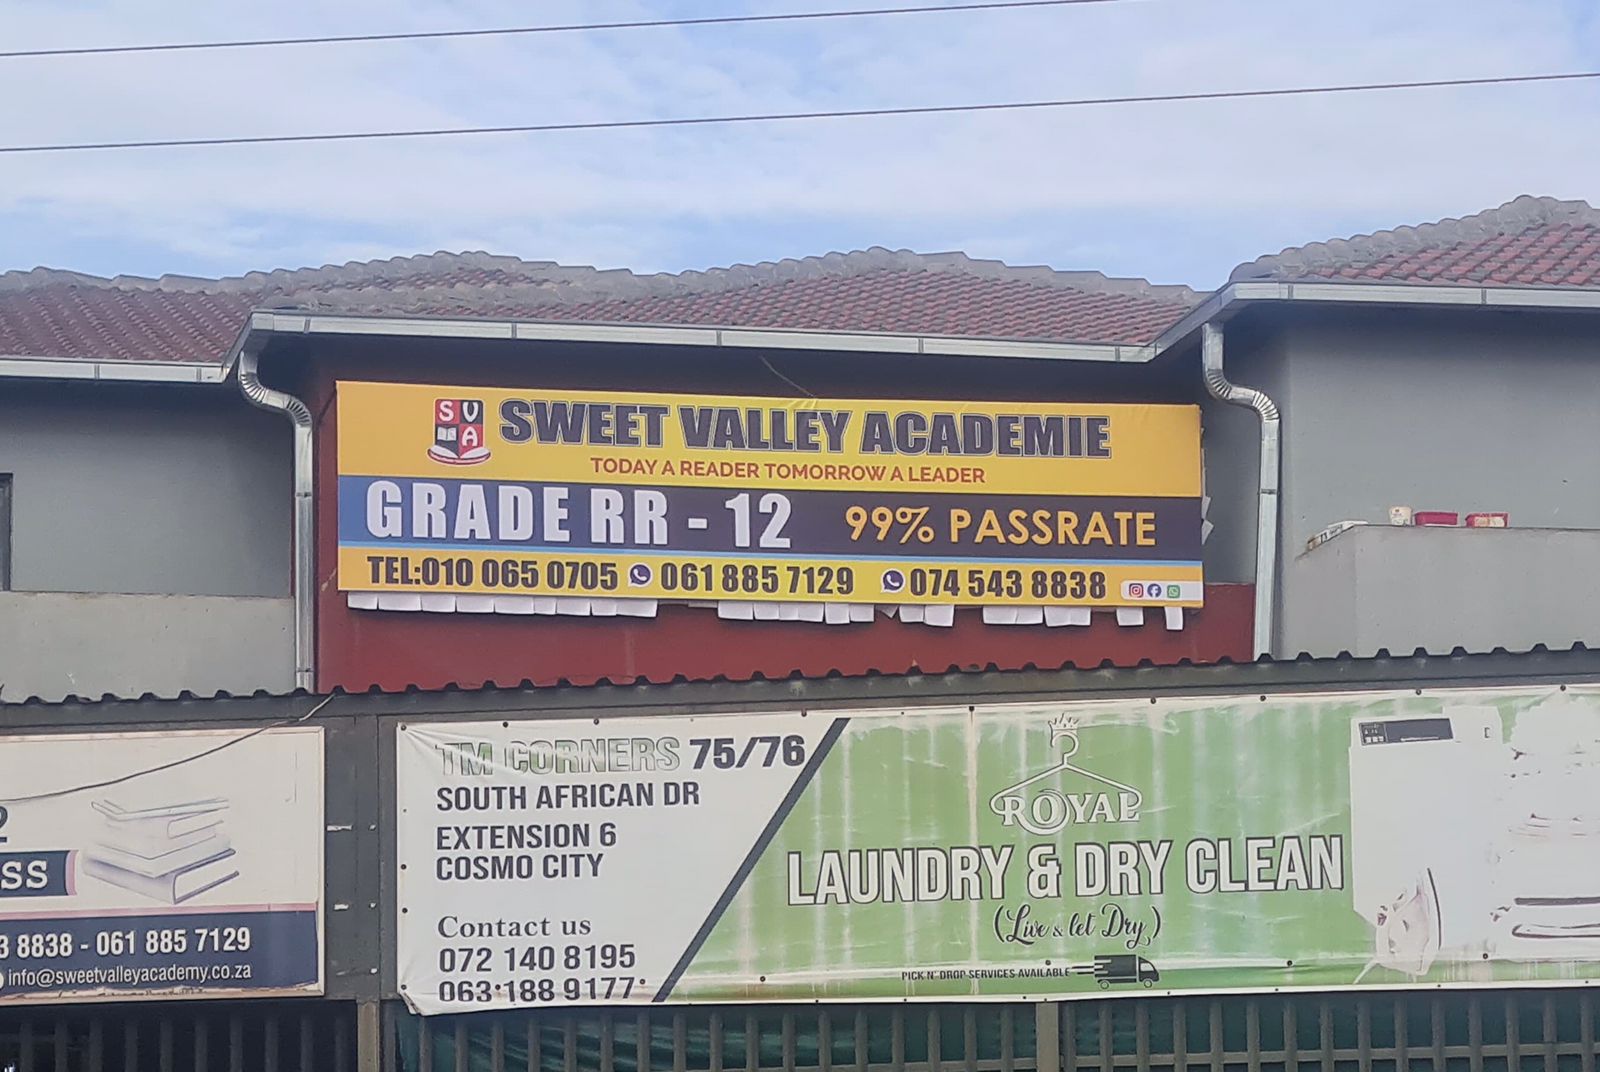 S V A
SWEET VALLEY ACADEMIE
TODAY A READER TOMORROW A LEADER
GRADE RR - 12 99% PASSRATE
TEL:010 065 0705 061 885 7129 074 543 8838
2
SS
3 8838 - 061 885 7129
info@sweetvalleyacademy.co.za
TM CORNERS 75/76
SOUTH AFRICAN DR
EXTENSION 6
COSMO CITY
Contact us
072 140 8195
063 188 9177
ROYAL
LAUNDRY & DRY CLEAN
(Live & let Dry)
PICK N' DROP SERVICES AVAILABLE